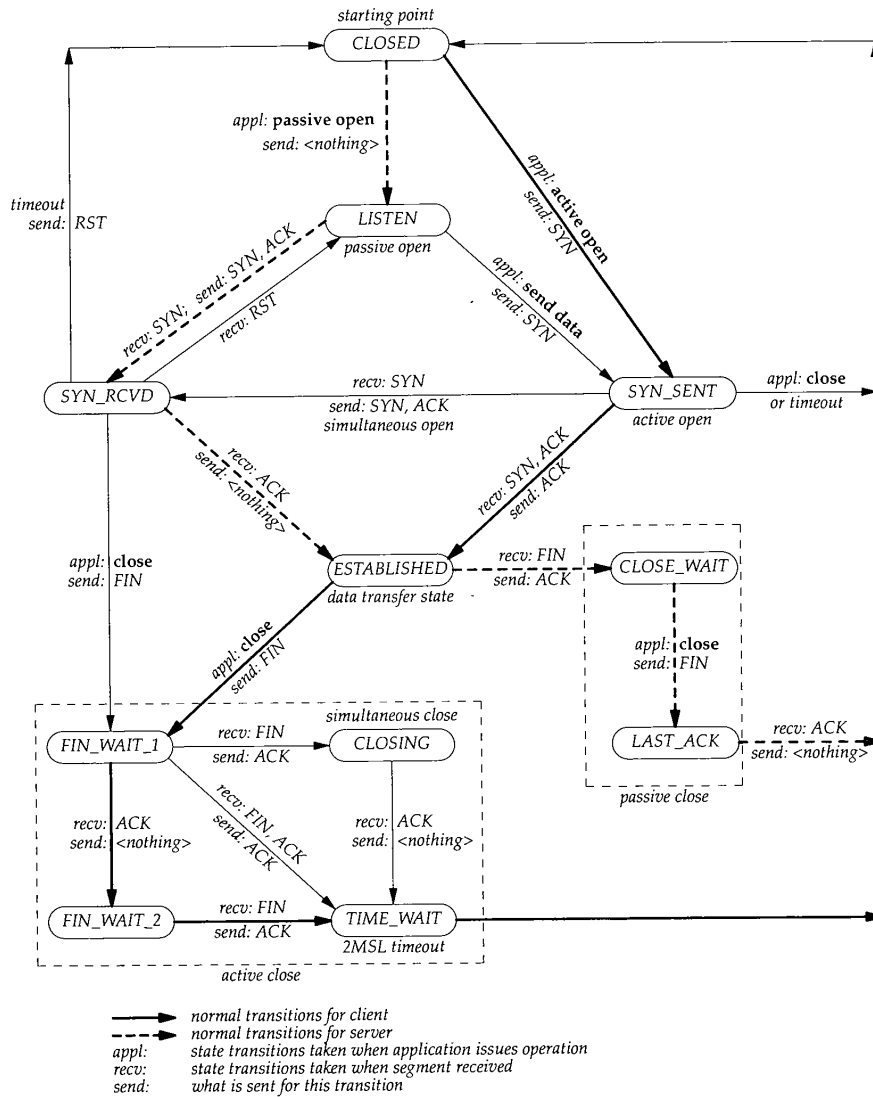 starting point
CLOSED
appl: passive open
send: <nothing>
appl: active open
send: SYN
timeout
send: RST
LISTEN
passive open
recv: SYN; send: SYN, ACK
recv: RST
appl: send data
send: SYN
SYN_RCVD
recv: SYN
send: SYN, ACK
simultaneous open
SYN_SENT
active open
appl: close
or timeout
recv: ACK
send: <nothing>
recv: SYN, ACK
send: ACK
appl: close
send: FIN
ESTABLISHED
data transfer state
recv: FIN
send: ACK
CLOSE_WAIT
appl: close
send: FIN
appl: close
send: FIN
LAST_ACK
recv: ACK
send: <nothing>
passive close
simultaneous close
FIN_WAIT_1
recv: FIN
send: ACK
CLOSING
recv: ACK
send: <nothing>
recv: FIN, ACK
send: ACK
recv: ACK
send: <nothing>
FIN_WAIT_2
recv: FIN
send: ACK
TIME_WAIT
2MSL timeout
active close
normal transitions for client
normal transitions for server
appl: state transitions taken when application issues operation
recv: state transitions taken when segment received
send: what is sent for this transition